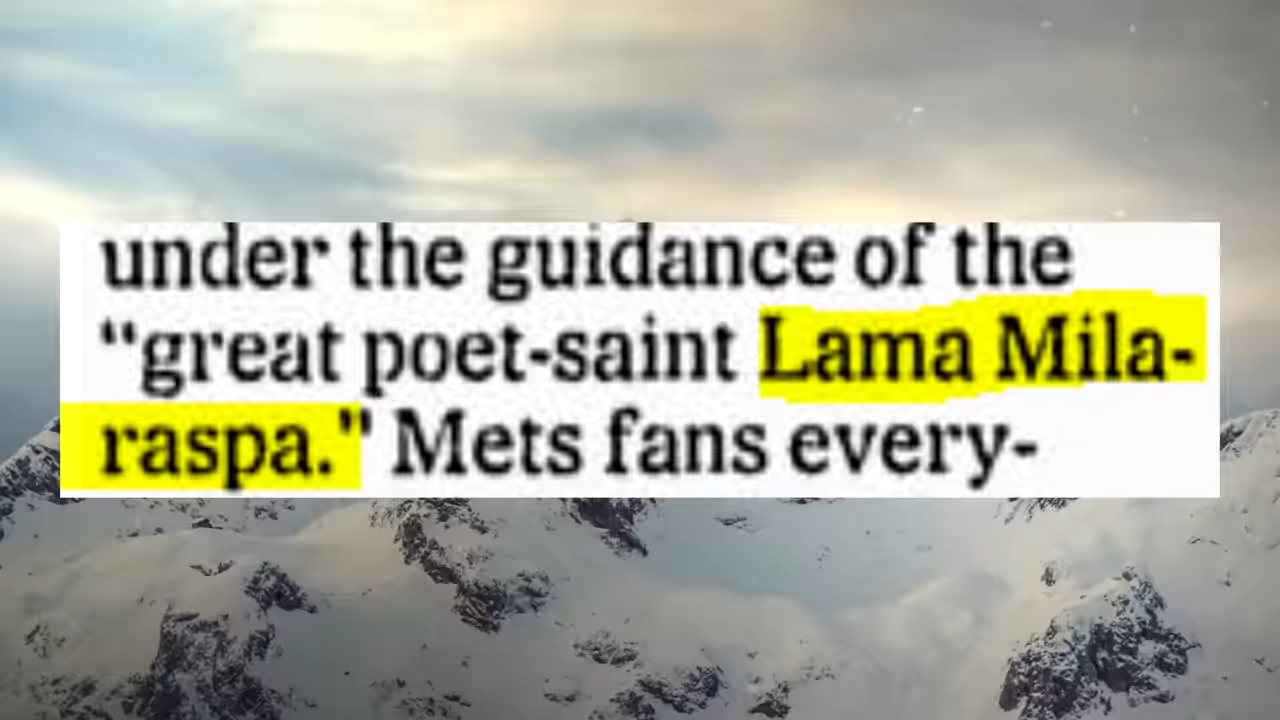 under the guidance of the
“great poet-saint Lama Mila-
raspa.” Mets fans every-